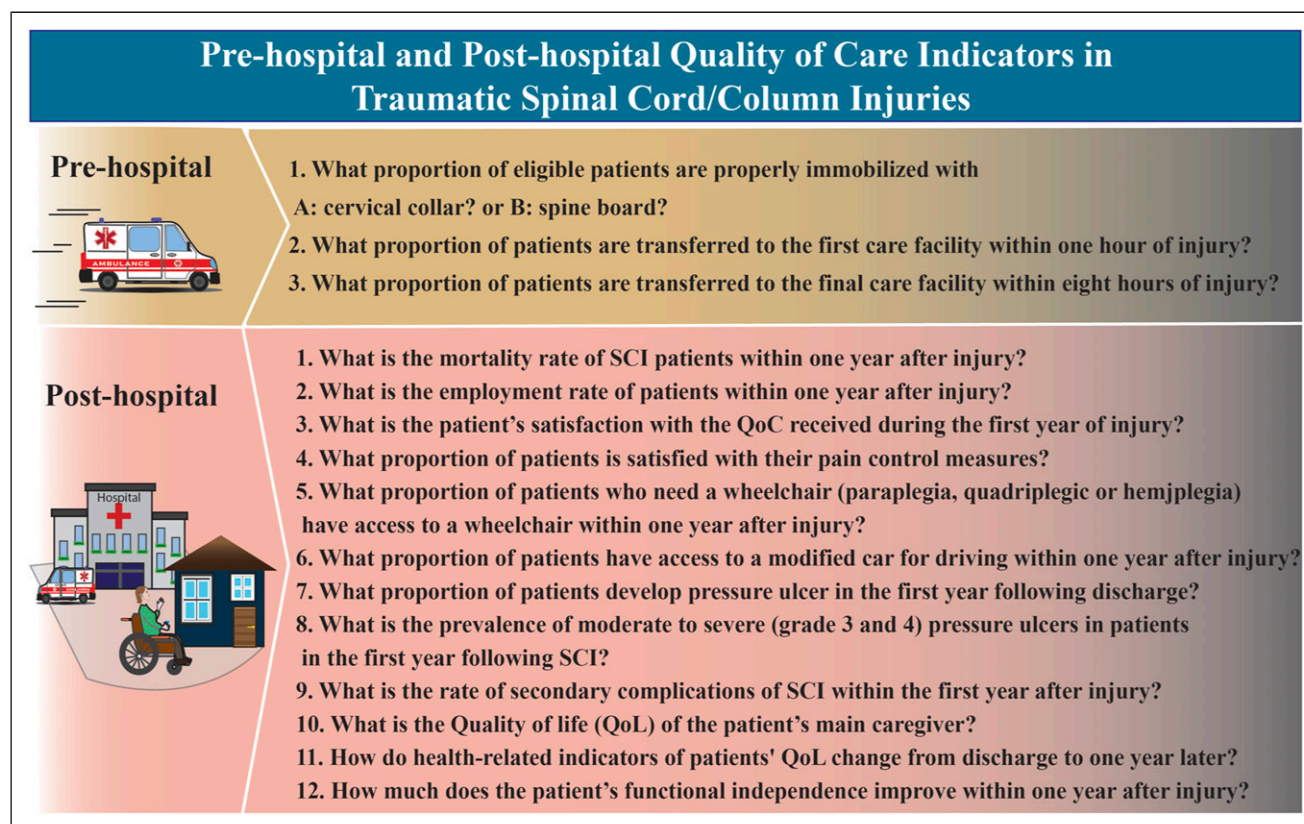 Pre-hospital and Post-hospital Quality of Care Indicators in
Traumatic Spinal Cord/Column Injuries
Pre-hospital
AMBULANCE
1. What proportion of eligible patients are properly immobilized with
A: cervical collar? or B: spine board?
2. What proportion of patients are transferred to the first care facility within one hour of injury?
3. What proportion of patients are transferred to the final care facility within eight hours of injury?
Post-hospital
Hospital
1. What is the mortality rate of SCI patients within one year after injury?
2. What is the employment rate of patients within one year after injury?
3. What is the patient’s satisfaction with the QoC received during the first year of injury?
4. What proportion of patients is satisfied with their pain control measures?
5. What proportion of patients who need a wheelchair (paraplegia, quadriplegic or hemjplegia)
have access to a wheelchair within one year after injury?
6. What proportion of patients have access to a modified car for driving within one year after injury?
7. What proportion of patients develop pressure ulcer in the first year following discharge?
8. What is the prevalence of moderate to severe (grade 3 and 4) pressure ulcers in patients
in the first year following SCI?
9. What is the rate of secondary complications of SCI within the first year after injury?
10. What is the Quality of life (QoL) of the patient’s main caregiver?
11. How do health-related indicators of patients' QoL change from discharge to one year later?
12. How much does the patient’s functional independence improve within one year after injury?